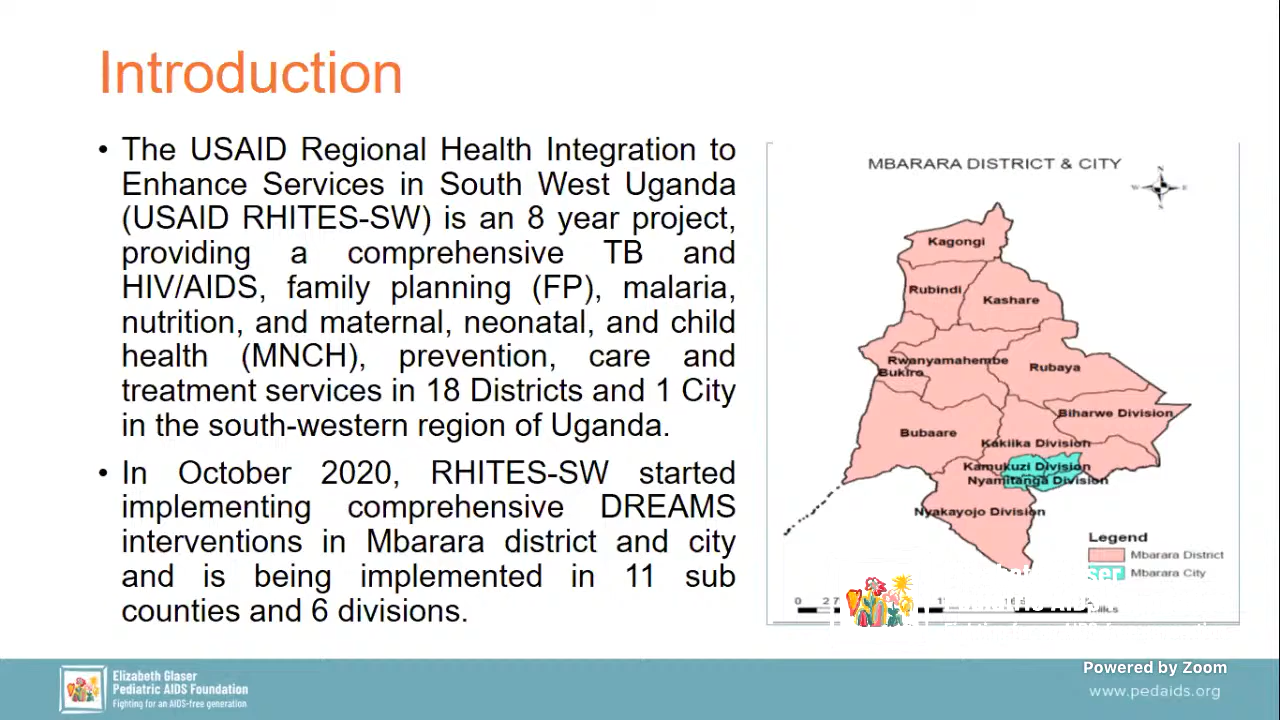 Introduction
• The USAID Regional Health Integration to
Enhance Services in South West Uganda
(USAID RHITES-SW) is an 8 year project,
providing a comprehensive TB and
HIV/AIDS, family planning (FP), malaria,
nutrition, and maternal, neonatal, and child
health (MNCH), prevention, care and
treatment services in 18 Districts and 1 City
in the south-western region of Uganda.
• In October 2020, RHITES-SW started
implementing comprehensive DREAMS
interventions in Mbarara district and city
and is being implemented in 11 sub
counties and 6 divisions.
MBARARA DISTRICT & CITY
N
W E
S
Kagongi
Rubindi
Kashare
Rwanyamahembe
Bukiro
Rubaya
Biharwe Division
Bubaare
Kakiika Division
Kamukuzi Division
Nyamitanga Division
Nyakayojo Division
Legend
Mbarara District
Mbarara City
0
Elizabeth Glaser
Pediatric AIDS Foundation
Fighting for an AIDS-free generation
Powered by Zoom
www.pedaids.org